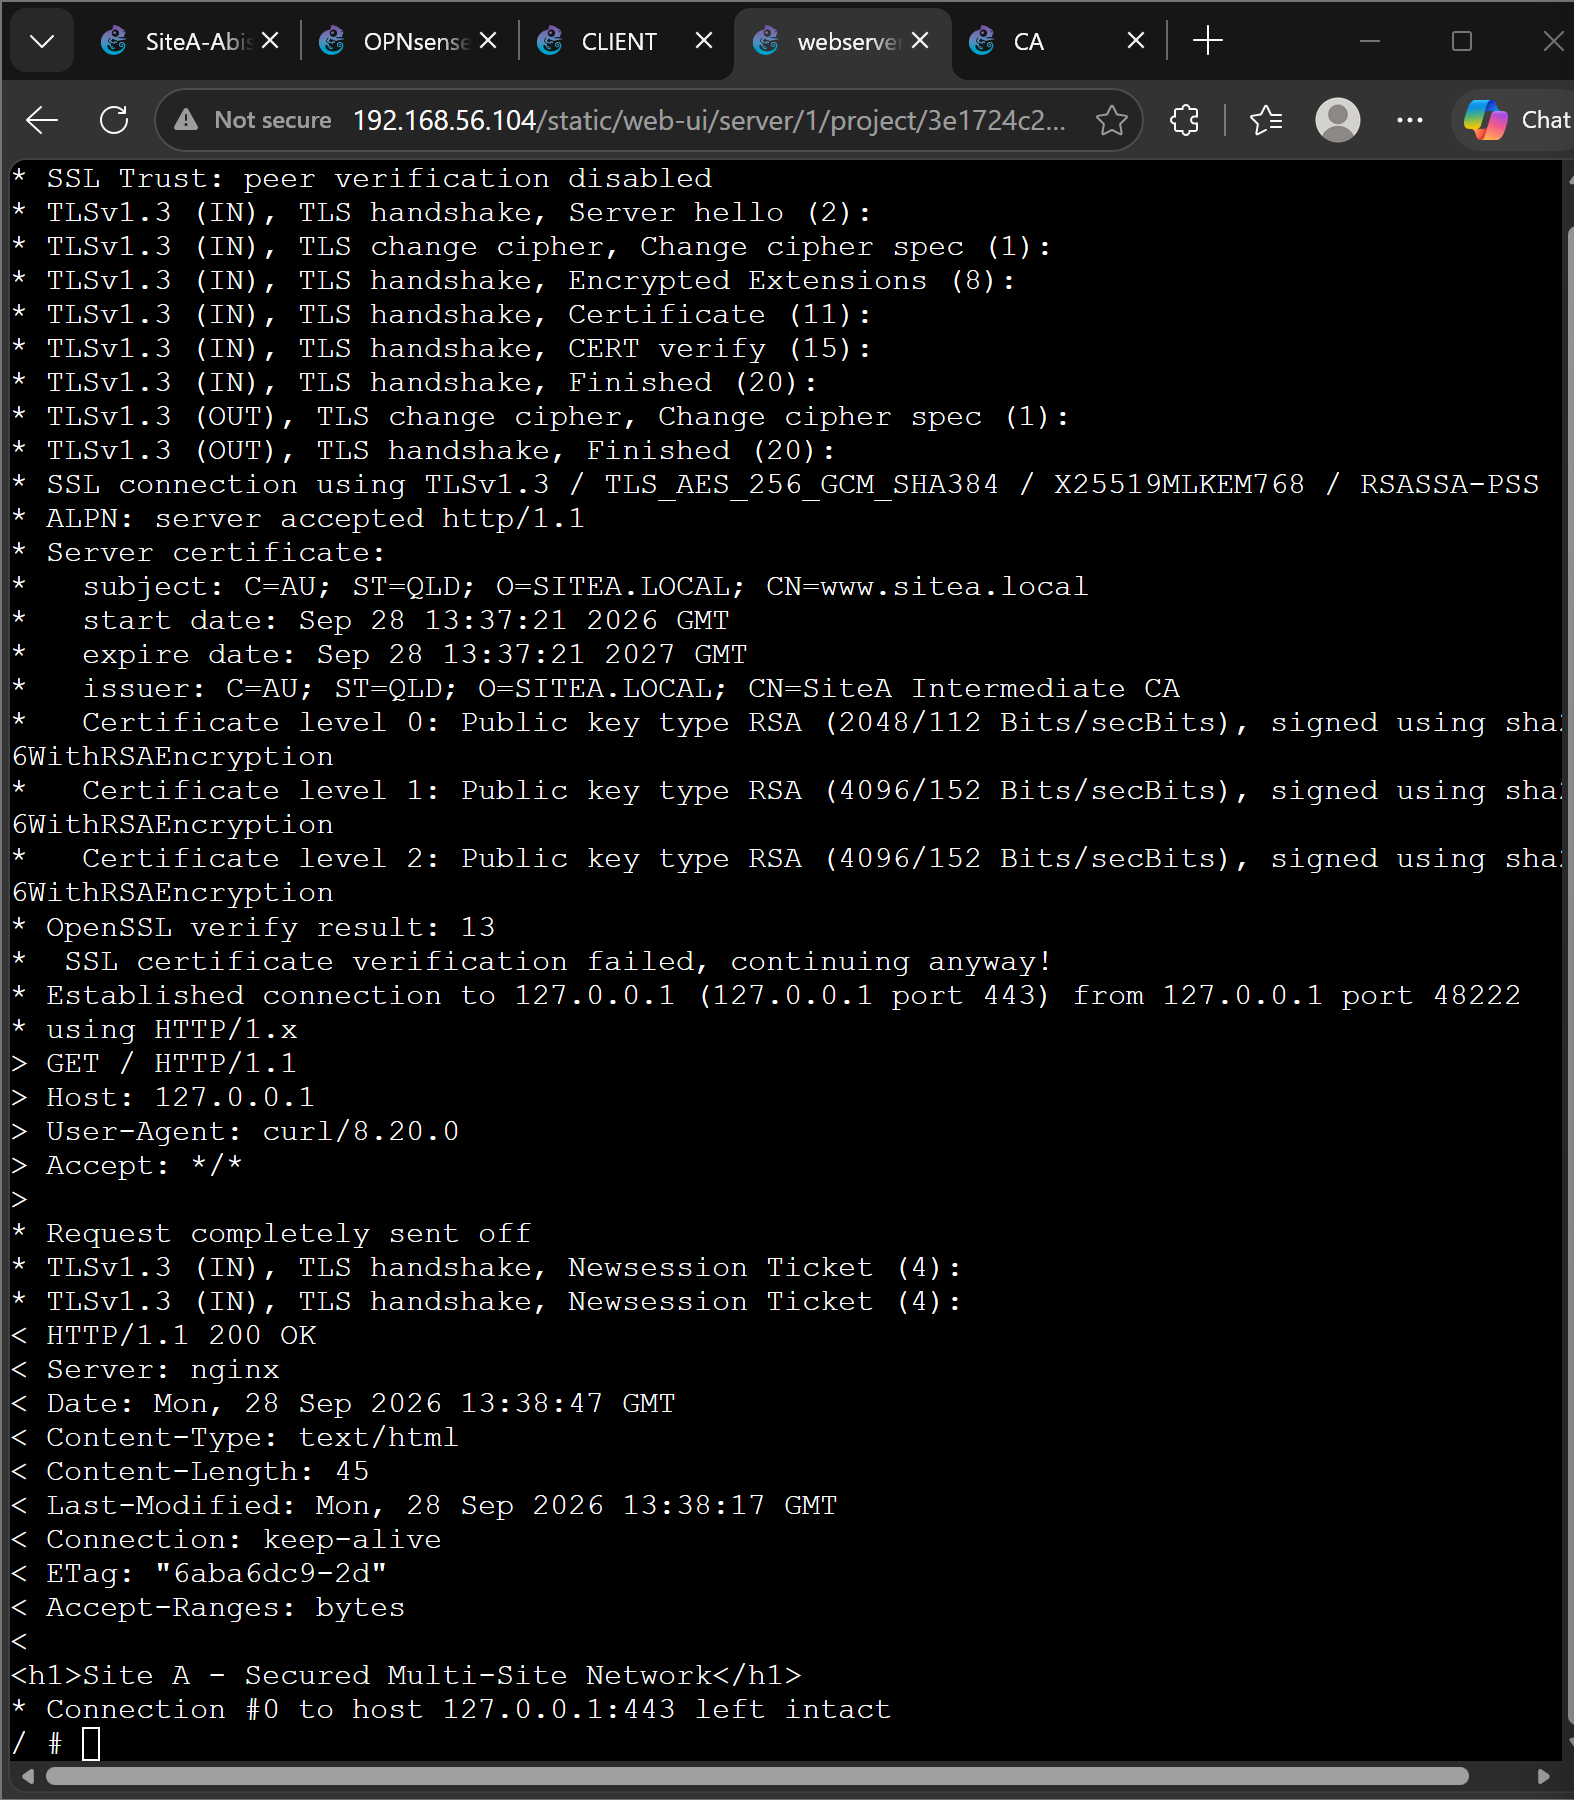 SiteA-Abis
OPNsense
CLIENT
webserver
CA
Not secure 192.168.56.104/static/web-ui/server/1/project/3e1724c2...
Chat
* SSL Trust: peer verification disabled
* TLSv1.3 (IN), TLS handshake, Server hello (2):
* TLSv1.3 (IN), TLS change cipher, Change cipher spec (1):
* TLSv1.3 (IN), TLS handshake, Encrypted Extensions (8):
* TLSv1.3 (IN), TLS handshake, Certificate (11):
* TLSv1.3 (IN), TLS handshake, CERT verify (15):
* TLSv1.3 (IN), TLS handshake, Finished (20):
* TLSv1.3 (OUT), TLS change cipher, Change cipher spec (1):
* TLSv1.3 (OUT), TLS handshake, Finished (20):
* SSL connection using TLSv1.3 / TLS_AES_256_GCM_SHA384 / X25519MLKEM768 / RSASSA-PSS
* ALPN: server accepted http/1.1
* Server certificate:
*   subject: C=AU; ST=QLD; O=SITEA.LOCAL; CN=www.sitea.local
*   start date: Sep 28 13:37:21 2026 GMT
*   expire date: Sep 28 13:37:21 2027 GMT
*   issuer: C=AU; ST=QLD; O=SITEA.LOCAL; CN=SiteA Intermediate CA
*   Certificate level 0: Public key type RSA (2048/112 Bits/secBits), signed using sha2
6WithRSAEncryption
*   Certificate level 1: Public key type RSA (4096/152 Bits/secBits), signed using sha2
6WithRSAEncryption
*   Certificate level 2: Public key type RSA (4096/152 Bits/secBits), signed using sha2
6WithRSAEncryption
* OpenSSL verify result: 13
*  SSL certificate verification failed, continuing anyway!
* Established connection to 127.0.0.1 (127.0.0.1 port 443) from 127.0.0.1 port 48222
* using HTTP/1.x
> GET / HTTP/1.1
> Host: 127.0.0.1
> User-Agent: curl/8.20.0
> Accept: */*
>
* Request completely sent off
* TLSv1.3 (IN), TLS handshake, Newsession Ticket (4):
* TLSv1.3 (IN), TLS handshake, Newsession Ticket (4):
< HTTP/1.1 200 OK
< Server: nginx
< Date: Mon, 28 Sep 2026 13:38:47 GMT
< Content-Type: text/html
< Content-Length: 45
< Last-Modified: Mon, 28 Sep 2026 13:38:17 GMT
< Connection: keep-alive
< ETag: "6aba6dc9-2d"
< Accept-Ranges: bytes
<
<h1>Site A - Secured Multi-Site Network</h1>
* Connection #0 to host 127.0.0.1:443 left intact
/ #